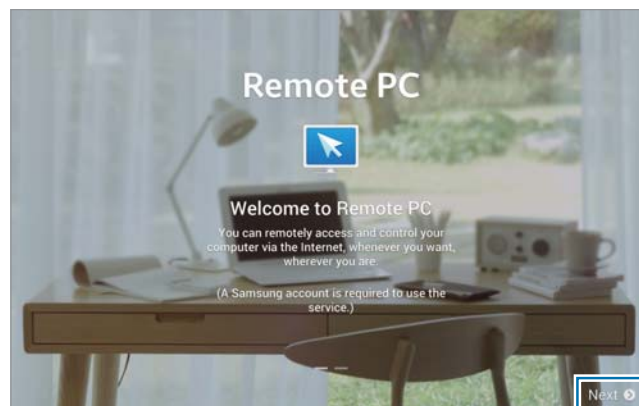 Remote PC
Welcome to Remote PC
You can remotely access and control your
computer via the Internet, whenever you want,
wherever you are.
(A Samsung account is required to use the
service.)
Next